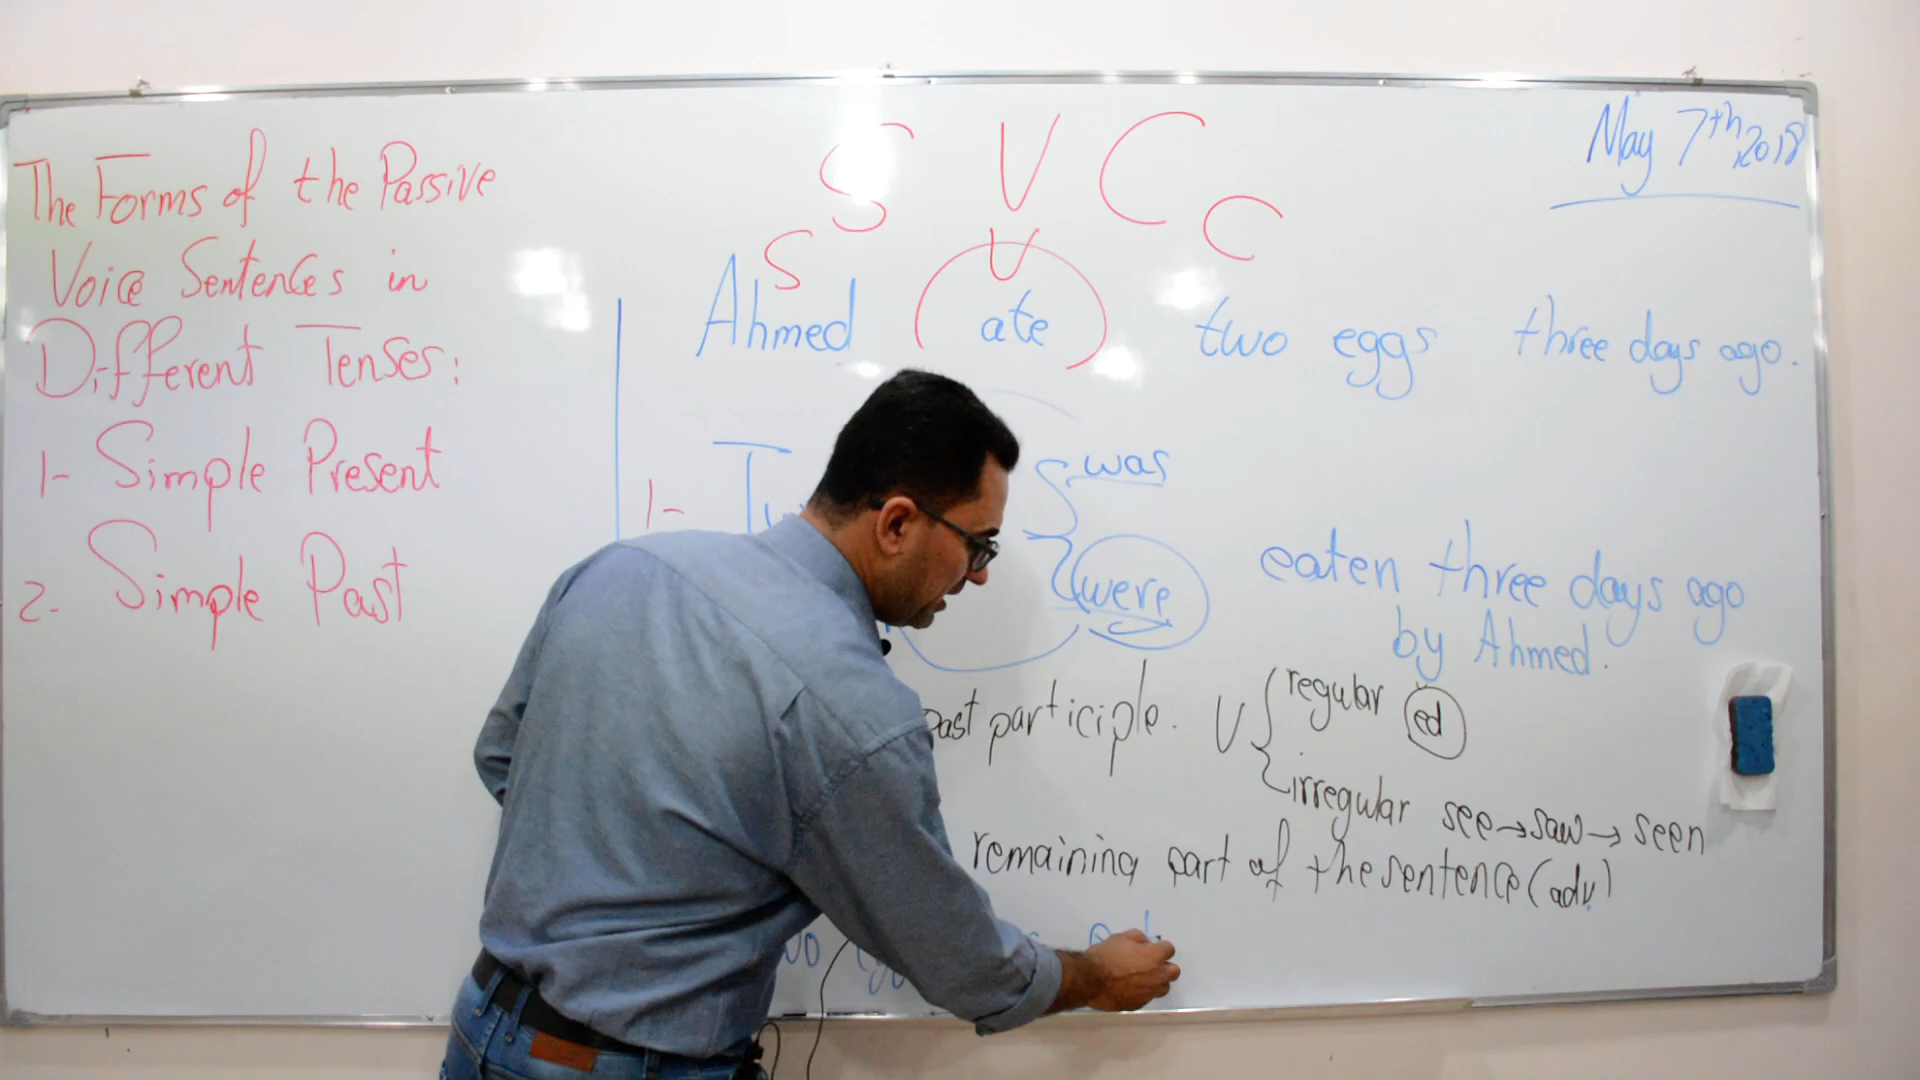 The Forms of the Passive
Voice Sentences in
Different Tenses:
1- Simple Present
2- Simple Past
May 7th, 2018
S V C C
S V
Ahmed ate two eggs three days ago.
was
1-
were
eaten three days ago
by Ahmed.
past participle. V regular ed
irregular see→saw→seen
remaining part of the sentence (adv)